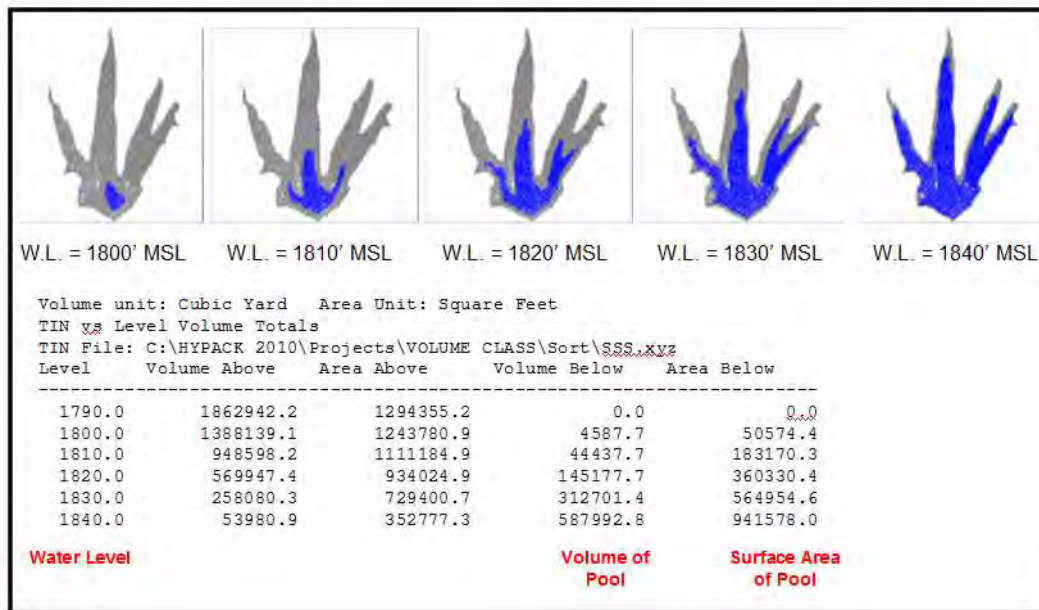 W.L. = 1800' MSL W.L. = 1810' MSL W.L. = 1820' MSL W.L. = 1830' MSL W.L. = 1840' MSL
Volume unit: Cubic Yard Area Unit: Square Feet
TIN vs Level Volume Totals
TIN File: C:\HYPACK 2010\Projects\VOLUME CLASS\Sort\SSS.xyz
Level Volume Above Area Above Volume Below Area Below
--------------------------------------------------------------------------------
1790.0 1862942.2 1294355.2 0.0 0.0
1800.0 1388139.1 1243780.9 4587.7 50574.4
1810.0 948598.2 1111184.9 44437.7 183170.3
1820.0 569947.4 934024.9 145177.7 360330.4
1830.0 258080.3 729400.7 312701.4 564954.6
1840.0 53980.9 352777.3 587992.8 941578.0
Water Level Volume of Surface Area
Pool of Pool